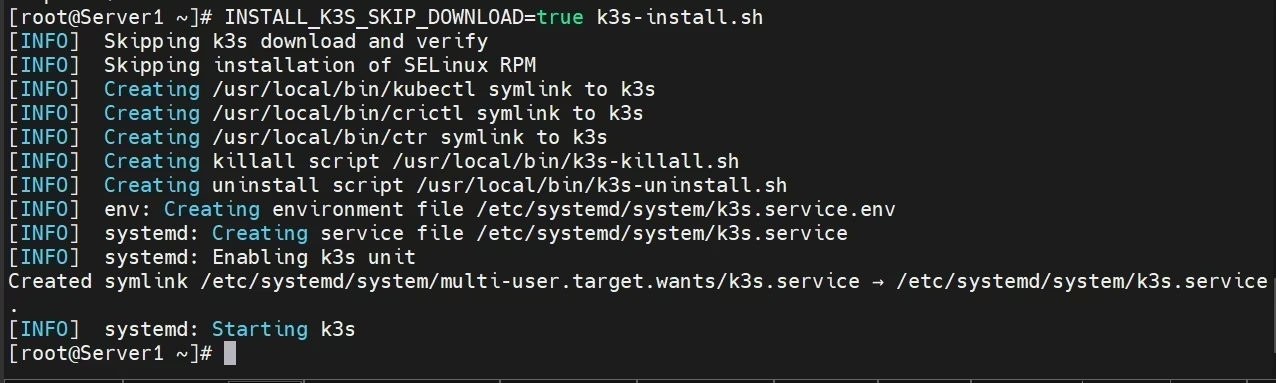 [root@Server1 ~]# INSTALL_K3S_SKIP_DOWNLOAD=true k3s-install.sh
[INFO]  Skipping k3s download and verify
[INFO]  Skipping installation of SELinux RPM
[INFO]  Creating /usr/local/bin/kubectl symlink to k3s
[INFO]  Creating /usr/local/bin/crictl symlink to k3s
[INFO]  Creating /usr/local/bin/ctr symlink to k3s
[INFO]  Creating killall script /usr/local/bin/k3s-killall.sh
[INFO]  Creating uninstall script /usr/local/bin/k3s-uninstall.sh
[INFO]  env: Creating environment file /etc/systemd/system/k3s.service.env
[INFO]  systemd: Creating service file /etc/systemd/system/k3s.service
[INFO]  systemd: Enabling k3s unit
Created symlink /etc/systemd/system/multi-user.target.wants/k3s.service → /etc/systemd/system/k3s.service
.
[INFO]  systemd: Starting k3s
[root@Server1 ~]#